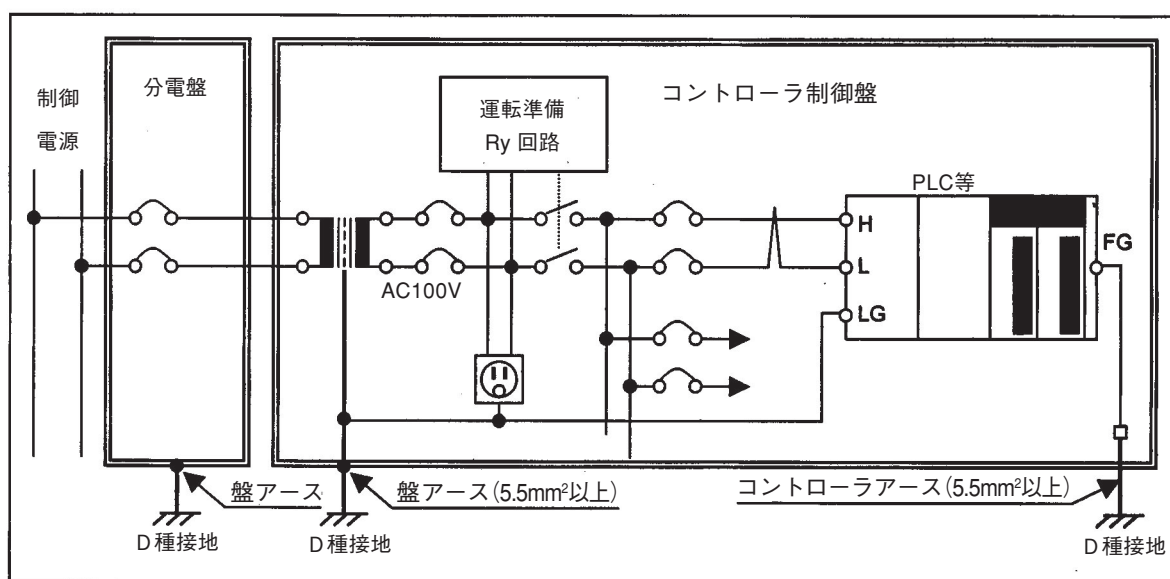 制御
電源
分電盤
運転準備
Ry 回路
コントローラ制御盤
PLC等
H
FG
L
AC100V
LG
盤アース
盤アース(5.5mm²以上)
コントローラアース(5.5mm²以上)
D種接地
D種接地
D種接地